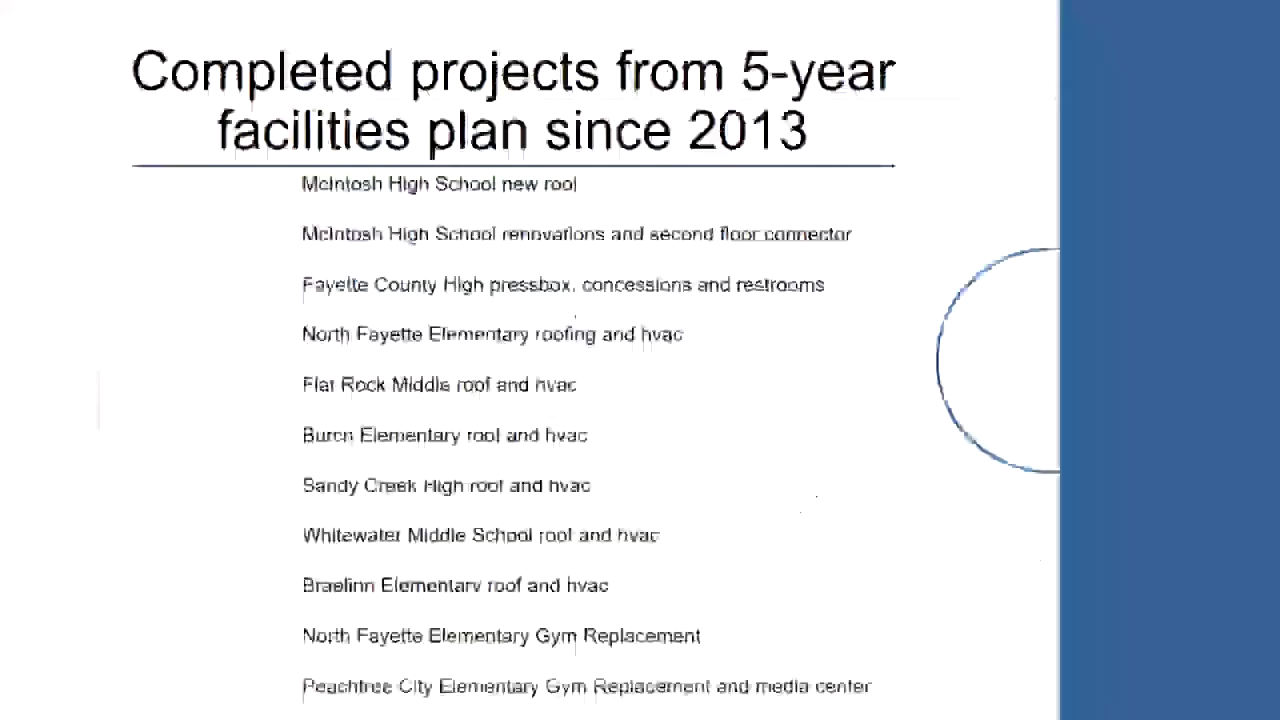 Completed projects from 5-year
facilities plan since 2013
McIntosh High School new roof
McIntosh High School renovations and second floor connector
Fayette County High pressbox, concessions and restrooms
North Fayette Elementary roofing and hvac
Flat Rock Middle roof and hvac
Burch Elementary roof and hvac
Sandy Creek High roof and hvac
Whitewater Middle School roof and hvac
Braelinn Elementary roof and hvac
North Fayette Elementary Gym Replacement
Peachtree City Elementary Gym Replacement and media center